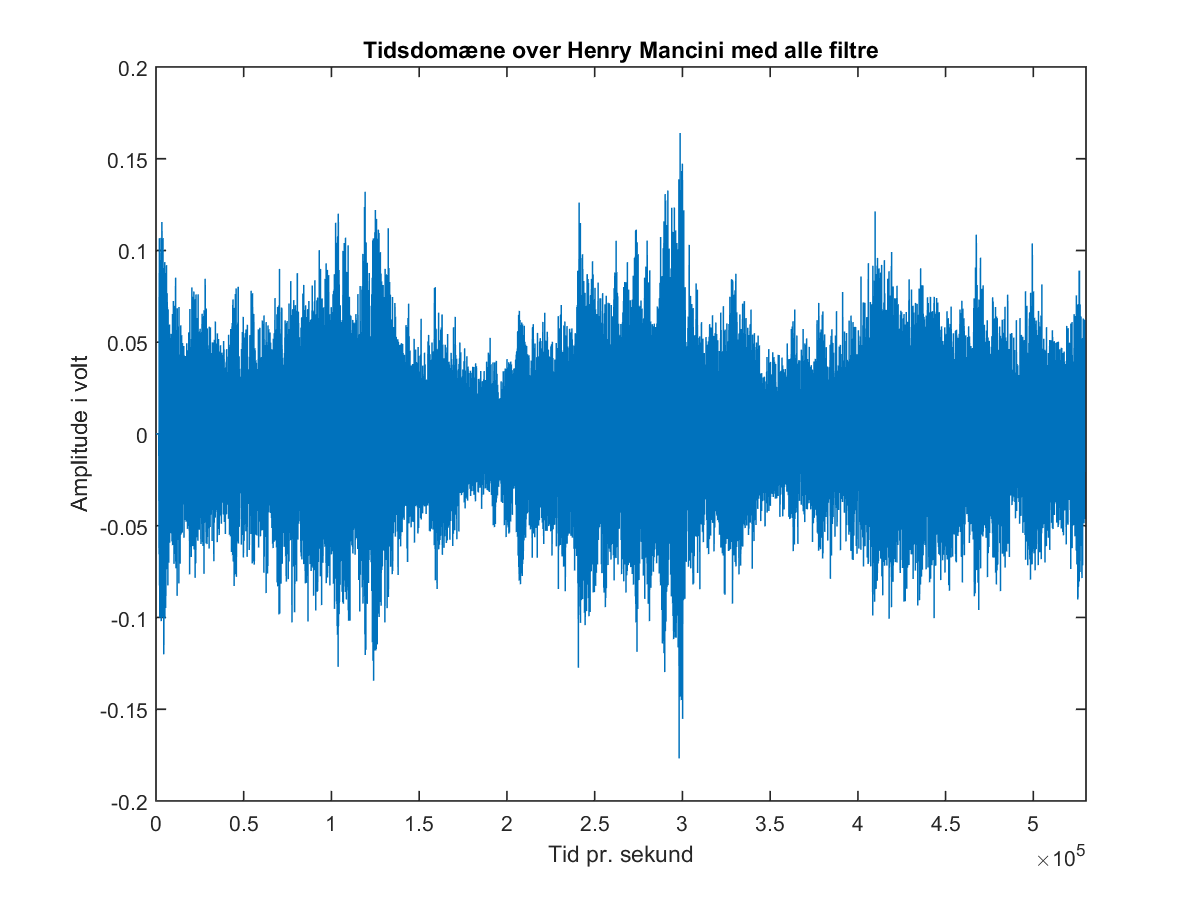 Tidsdomæne over Henry Mancini med alle filtre
0.2
0.15
0.1
0.05
0
-0.05
-0.1
-0.15
-0.2
Amplitude i volt
0 0.5 1 1.5 2 2.5 3 3.5 4 4.5 5
×10^5
Tid pr. sekund